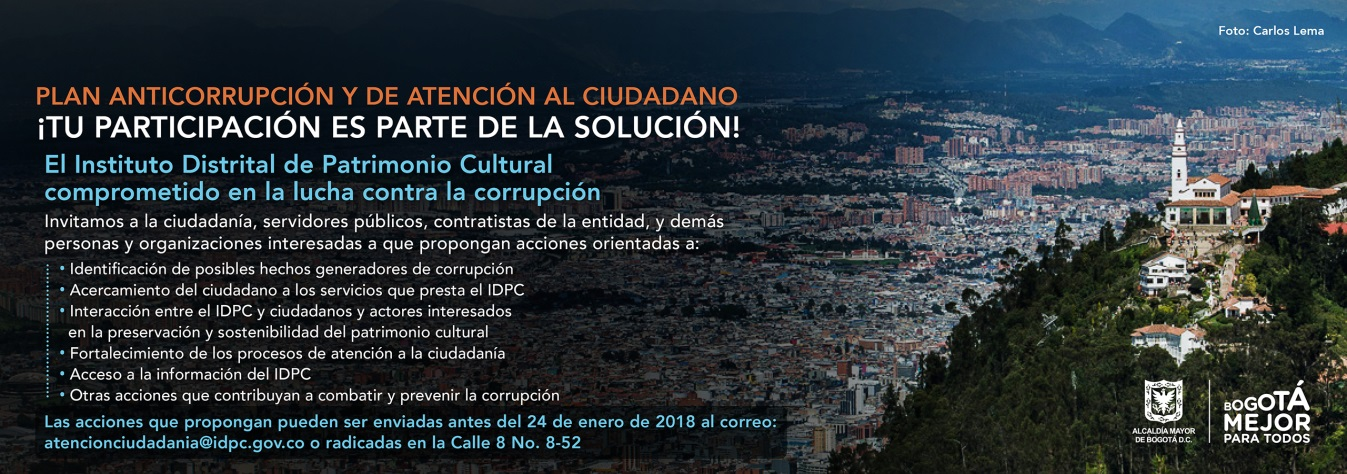 Foto: Carlos Lema
PLAN ANTICORRUPCIÓN Y DE ATENCIÓN AL CIUDADANO
¡TU PARTICIPACIÓN ES PARTE DE LA SOLUCIÓN!
El Instituto Distrital de Patrimonio Cultural
comprometido en la lucha contra la corrupción
Invitamos a la ciudadanía, servidores públicos, contratistas de la entidad, y demás
personas y organizaciones interesadas a que propongan acciones orientadas a:
• Identificación de posibles hechos generadores de corrupción
• Acercamiento del ciudadano a los servicios que presta el IDPC
• Interacción entre el IDPC y ciudadanos y actores interesados
en la preservación y sostenibilidad del patrimonio cultural
• Fortalecimiento de los procesos de atención a la ciudadanía
• Acceso a la información del IDPC
• Otras acciones que contribuyan a combatir y prevenir la corrupción
Las acciones que propongan pueden ser enviadas antes del 24 de enero de 2018 al correo:
atencionciudadania@idpc.gov.co o radicadas en la Calle 8 No. 8-52
ALCALDÍA MAYOR
DE BOGOTÁ D.C.
BOGOTÁ
MEJOR
PARA TODOS